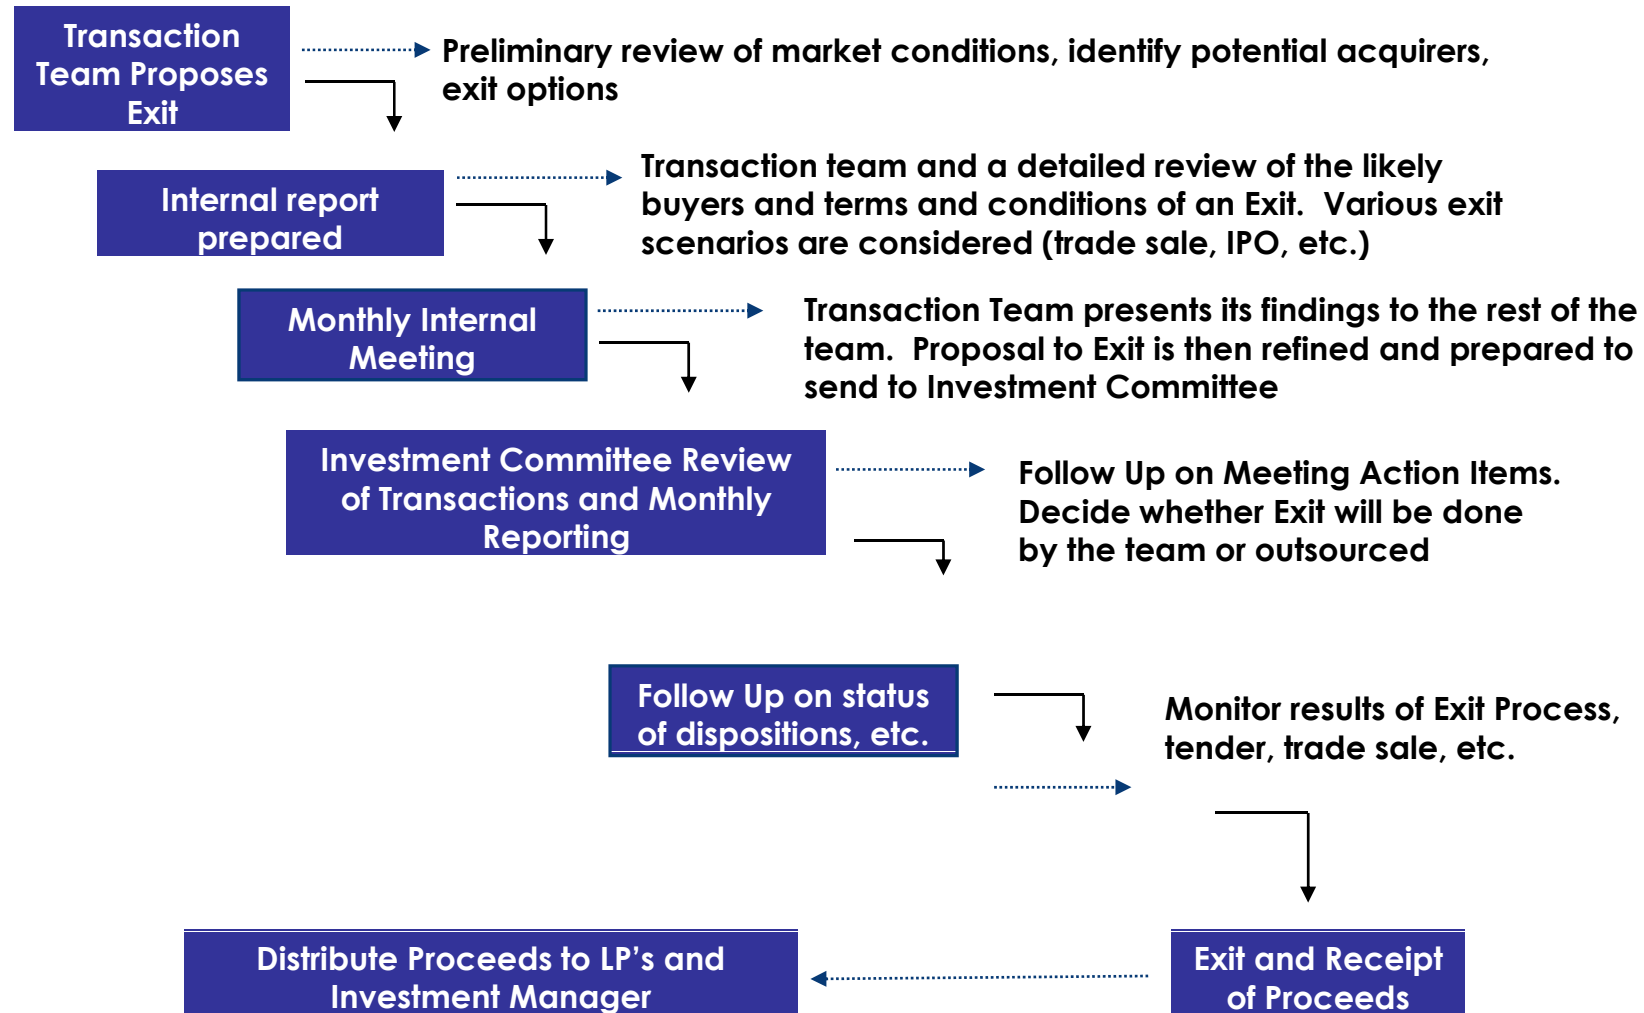 Transaction
Team Proposes
Exit
Preliminary review of market conditions, identify potential acquirers,
exit options
Internal report
prepared
Transaction team and a detailed review of the likely
buyers and terms and conditions of an Exit.  Various exit
scenarios are considered (trade sale, IPO, etc.)
Monthly Internal
Meeting
Transaction Team presents its findings to the rest of the
team.  Proposal to Exit is then refined and prepared to
send to Investment Committee
Investment Committee Review
of Transactions and Monthly
Reporting
Follow Up on Meeting Action Items.
Decide whether Exit will be done
by the team or outsourced
Follow Up on status
of dispositions, etc.
Monitor results of Exit Process,
tender, trade sale, etc.
Distribute Proceeds to LP’s and
Investment Manager
Exit and Receipt
of Proceeds